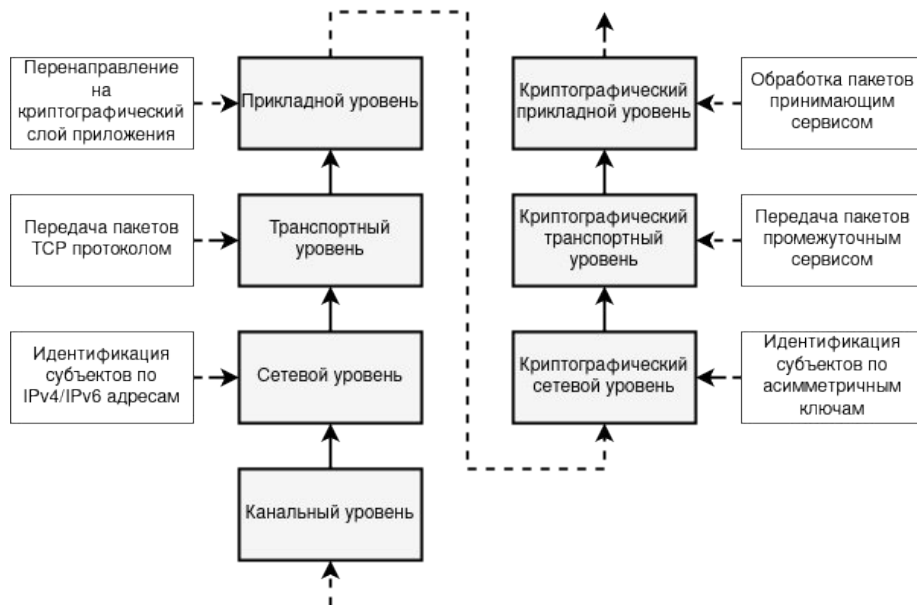 Перенаправление
на
криптографический
слой приложения
Прикладной уровень
Криптографический
прикладной уровень
Обработка пакетов
принимающим
сервисом
Передача пакетов
TCP протоколом
Транспортный
уровень
Криптографический
транспортный
уровень
Передача пакетов
промежуточным
сервисом
Идентификация
субъектов по
IPv4/IPv6 адресам
Сетевой уровень
Криптографический
сетевой уровень
Идентификация
субъектов по
асимметричным
ключам
Канальный уровень